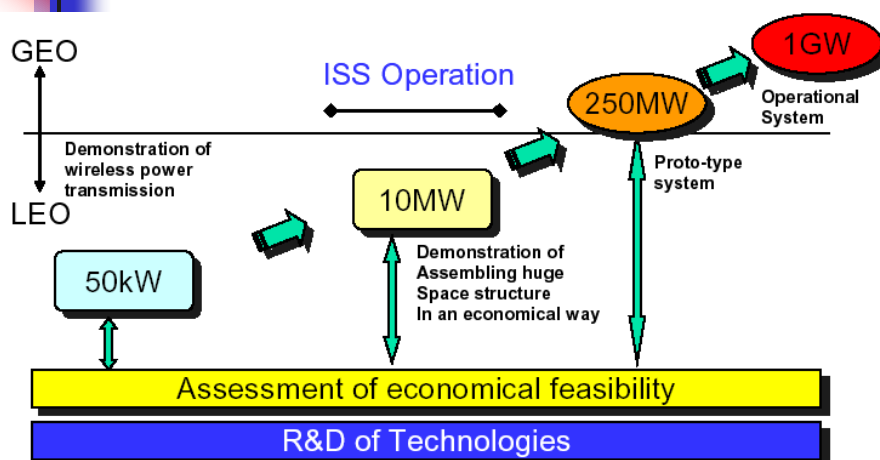 GEO
ISS Operation
1GW
250MW
Operational
System
Demonstration of
wireless power
transmission
LEO
10MW
Proto-type
system
50kW
Demonstration of
Assembling huge
Space structure
In an economical way
Assessment of economical feasibility
R&D of Technologies